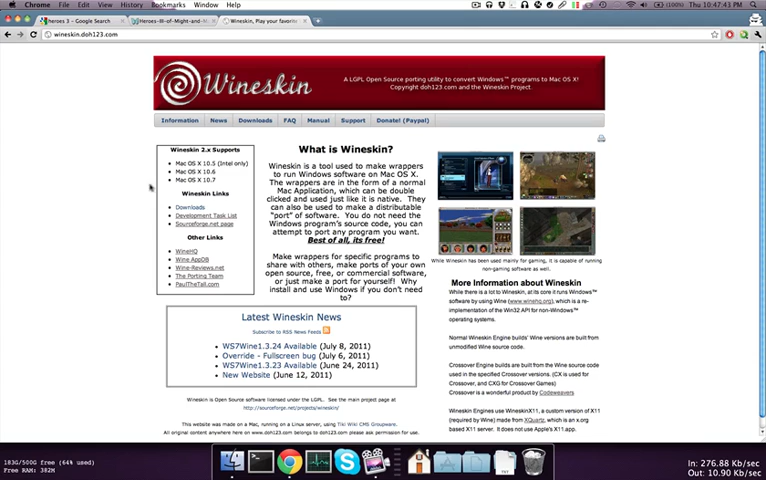 Chrome File Edit View History Bookmarks Window Help
(100%) Thu 10:47:43 AM
heroes 3 - Google Search
Heroes-III-of-Might-and-M
Wineskin, Play your favorite
wineskin.doh123.com
Wineskin
A LGPL Open Source porting utility to convert Windows™ programs to Mac OS X!
Copyright doh123.com and the Wineskin Project.
Information News Downloads FAQ Manual Support Donate! (Paypal)
Wineskin 2.x Supports
Mac OS X 10.5 (Intel only)
Mac OS X 10.6
Mac OS X 10.7
Wineskin Links
Downloads
Development Task List
Sourceforge.net page
Other Links
WineHQ
Wine AppDB
Wine-Reviews.net
The Porting Team
PaulTheTall.com
What is Wineskin?
Wineskin is a tool used to make wrappers
to run Windows software on Mac OS X.
The wrappers are in the form of a normal
Mac Application, which can be double
clicked and used just like it is native. They
can also be used to make a distributable
"port" of software. You do not need the
Windows program's source code, you can
attempt to port any program you want.
Best of all, its free!
Make wrappers for specific programs to
share with others, make ports of your own
open source, free, or commercial software,
or just make a port for yourself! Why
install and use Windows if you don't need
to?
While Wineskin has been used mainly for gaming, it is capable of running
non-gaming software as well.
More Information about Wineskin
While there is a lot to Wineskin, at its core it runs Windows™
software by using Wine (www.winehq.org), which is a re-
implementation of the Win32 API for non-Windows™
operating systems.
Normal Wineskin Engine builds' Wine versions are built from
unmodified Wine source code.
Crossover Engine builds are built from the Wine source code
used in the specified Crossover versions. (CX is used for
Crossover, and CXG for Crossover Games)
Crossover is a wonderful product by Codeweavers
Wineskin Engines use WineskinX11, a custom version of X11
(required by Wine) made from XQuartz, which is an x.org
based X11 server. It does not use Apple's X11.app.
Latest Wineskin News
Subscribe to RSS News Feeds
WS7Wine1.3.24 Available (July 8, 2011)
Override - Fullscreen bug (July 6, 2011)
WS7Wine1.3.23 Available (June 24, 2011)
New Website (June 12, 2011)
Wineskin is Open Source software licensed under the LGPL. See the main project page at
http://sourceforge.net/projects/wineskin/
This website was made on a Mac, running on a Linux server, using Tiki Wiki CMS Groupware.
All original content anywhere here on www.doh123.com belongs to doh123.com please ask permission for use.
183G/500G free (64% used)
Free RAM: 382M
In: 276.88 Kb/sec
Out: 10.90 Kb/sec